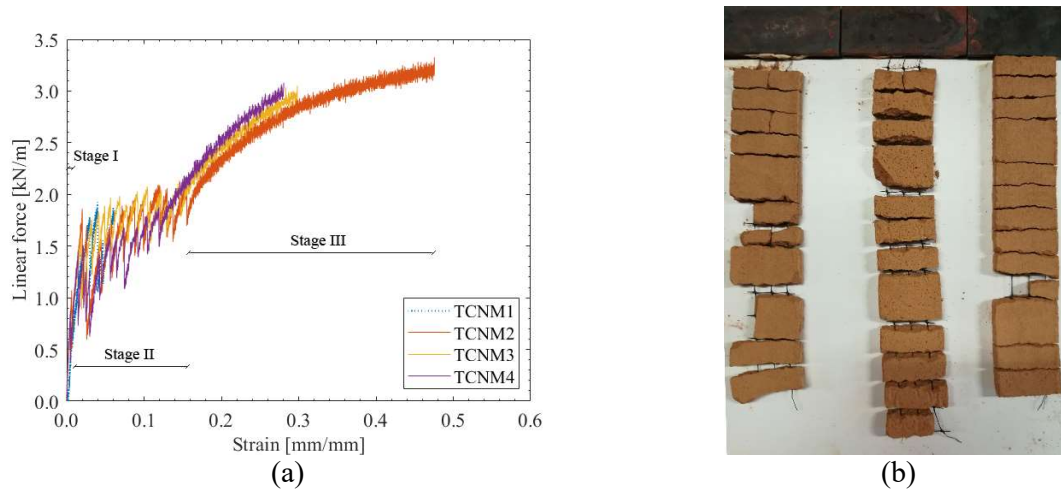 3.5
3.0
2.5
2.0
1.5
1.0
0.5
0.0
Linear force [kN/m]
Stage I
Stage III
Stage II
TCNM1
TCNM2
TCNM3
TCNM4
0.0 0.1 0.2 0.3 0.4 0.5 0.6
Strain [mm/mm]
(a) (b)